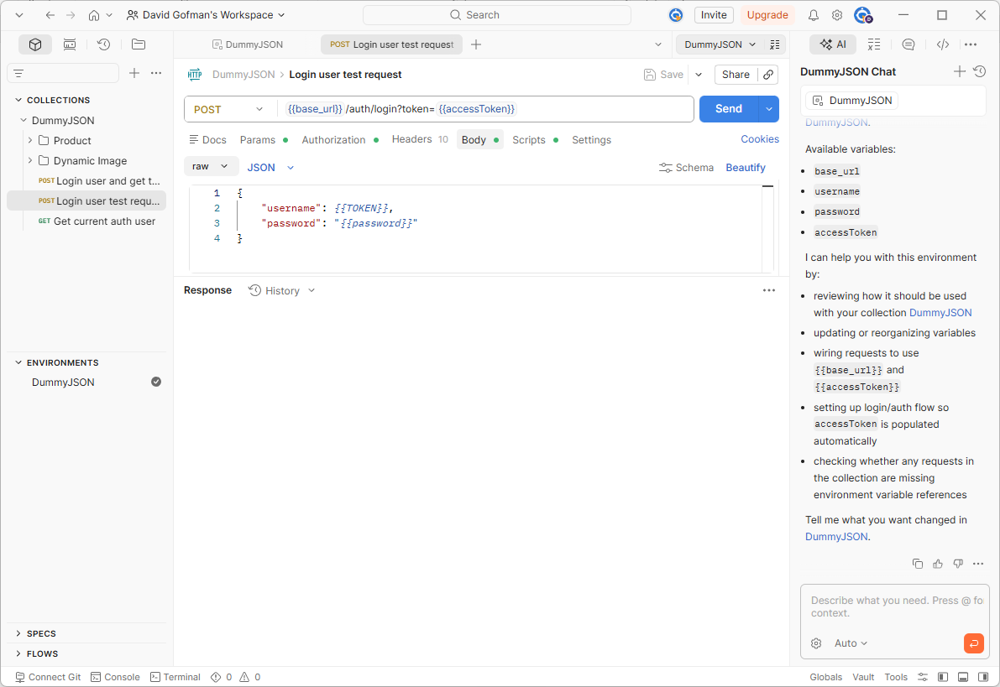 David Gofman's Workspace
Search
Invite
Upgrade
DummyJSON
POST Login user test request
DummyJSON
AI
COLLECTIONS
DummyJSON
Product
Dynamic Image
POST Login user and get t...
POST Login user test requ...
GET Get current auth user
ENVIRONMENTS
DummyJSON
SPECS
FLOWS
HTTP
DummyJSON > Login user test request
Save
Share
POST
{{base_url}} /auth/login?token= {{accessToken}}
Send
Docs
Params
Authorization
Headers 10
Body
Scripts
Settings
Cookies
raw
JSON
Schema
Beautify
1 {
2 "username": {{TOKEN}},
3 "password": "{{password}}"
4 }
Response
History
DummyJSON Chat
DummyJSON
DummyJSON.
Available variables:
base_url
username
password
accessToken
I can help you with this environment
by:
reviewing how it should be used
with your collection DummyJSON
updating or reorganizing variables
wiring requests to use
{{base_url}} and
{{accessToken}}
setting up login/auth flow so
accessToken is populated
automatically
checking whether any requests in
the collection are missing
environment variable references
Tell me what you want changed in
DummyJSON.
Describe what you need. Press @ fo
context.
Auto
Connect Git
Console
Terminal
0
0
Globals
Vault
Tools